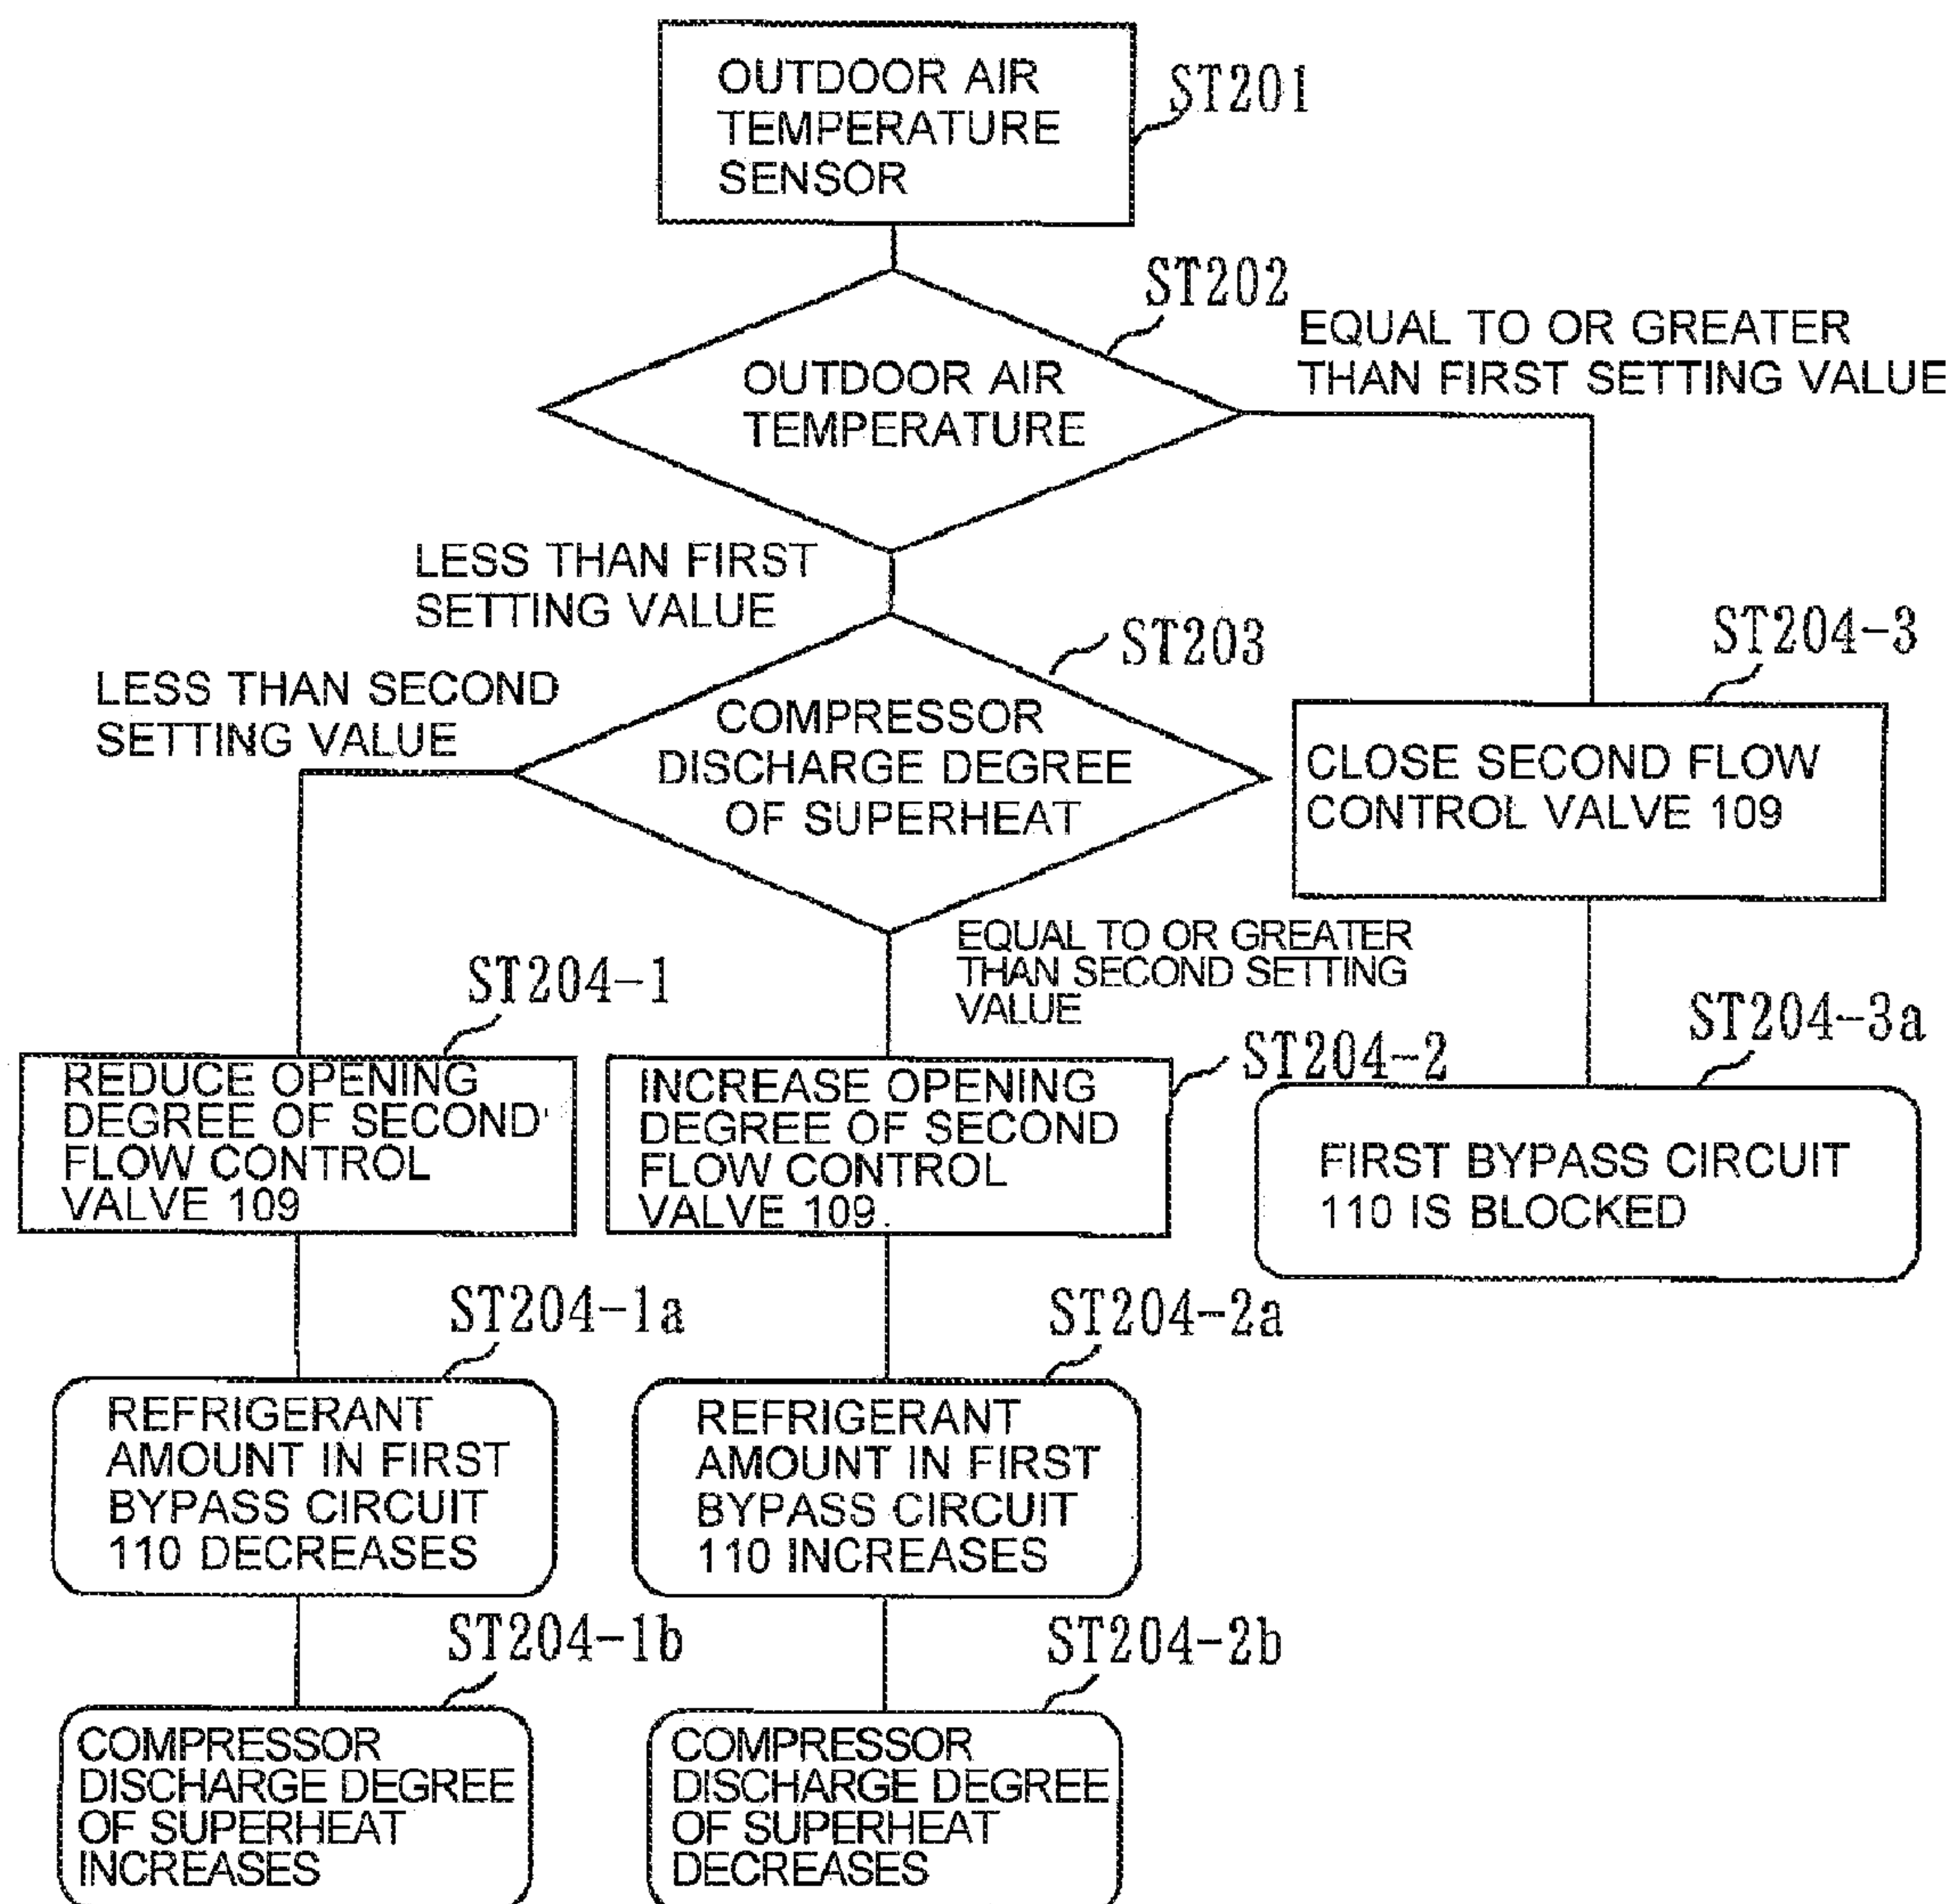 OUTDOOR AIR
TEMPERATURE
SENSOR
ST201
ST202
OUTDOOR AIR
TEMPERATURE
EQUAL TO OR GREATER
THAN FIRST SETTING VALUE
LESS THAN FIRST
SETTING VALUE
ST203
COMPRESSOR
DISCHARGE DEGREE
OF SUPERHEAT
LESS THAN SECOND
SETTING VALUE
EQUAL TO OR GREATER
THAN SECOND SETTING
VALUE
ST204-3
CLOSE SECOND FLOW
CONTROL VALVE 109
ST204-1
REDUCE OPENING
DEGREE OF SECOND
FLOW CONTROL
VALVE 109
ST204-2
INCREASE OPENING
DEGREE OF SECOND
FLOW CONTROL
VALVE 109
ST204-3a
FIRST BYPASS CIRCUIT
110 IS BLOCKED
ST204-1a
REFRIGERANT
AMOUNT IN FIRST
BYPASS CIRCUIT
110 DECREASES
ST204-2a
REFRIGERANT
AMOUNT IN FIRST
BYPASS CIRCUIT
110 INCREASES
ST204-1b
COMPRESSOR
DISCHARGE DEGREE
OF SUPERHEAT
INCREASES
ST204-2b
COMPRESSOR
DISCHARGE DEGREE
OF SUPERHEAT
DECREASES